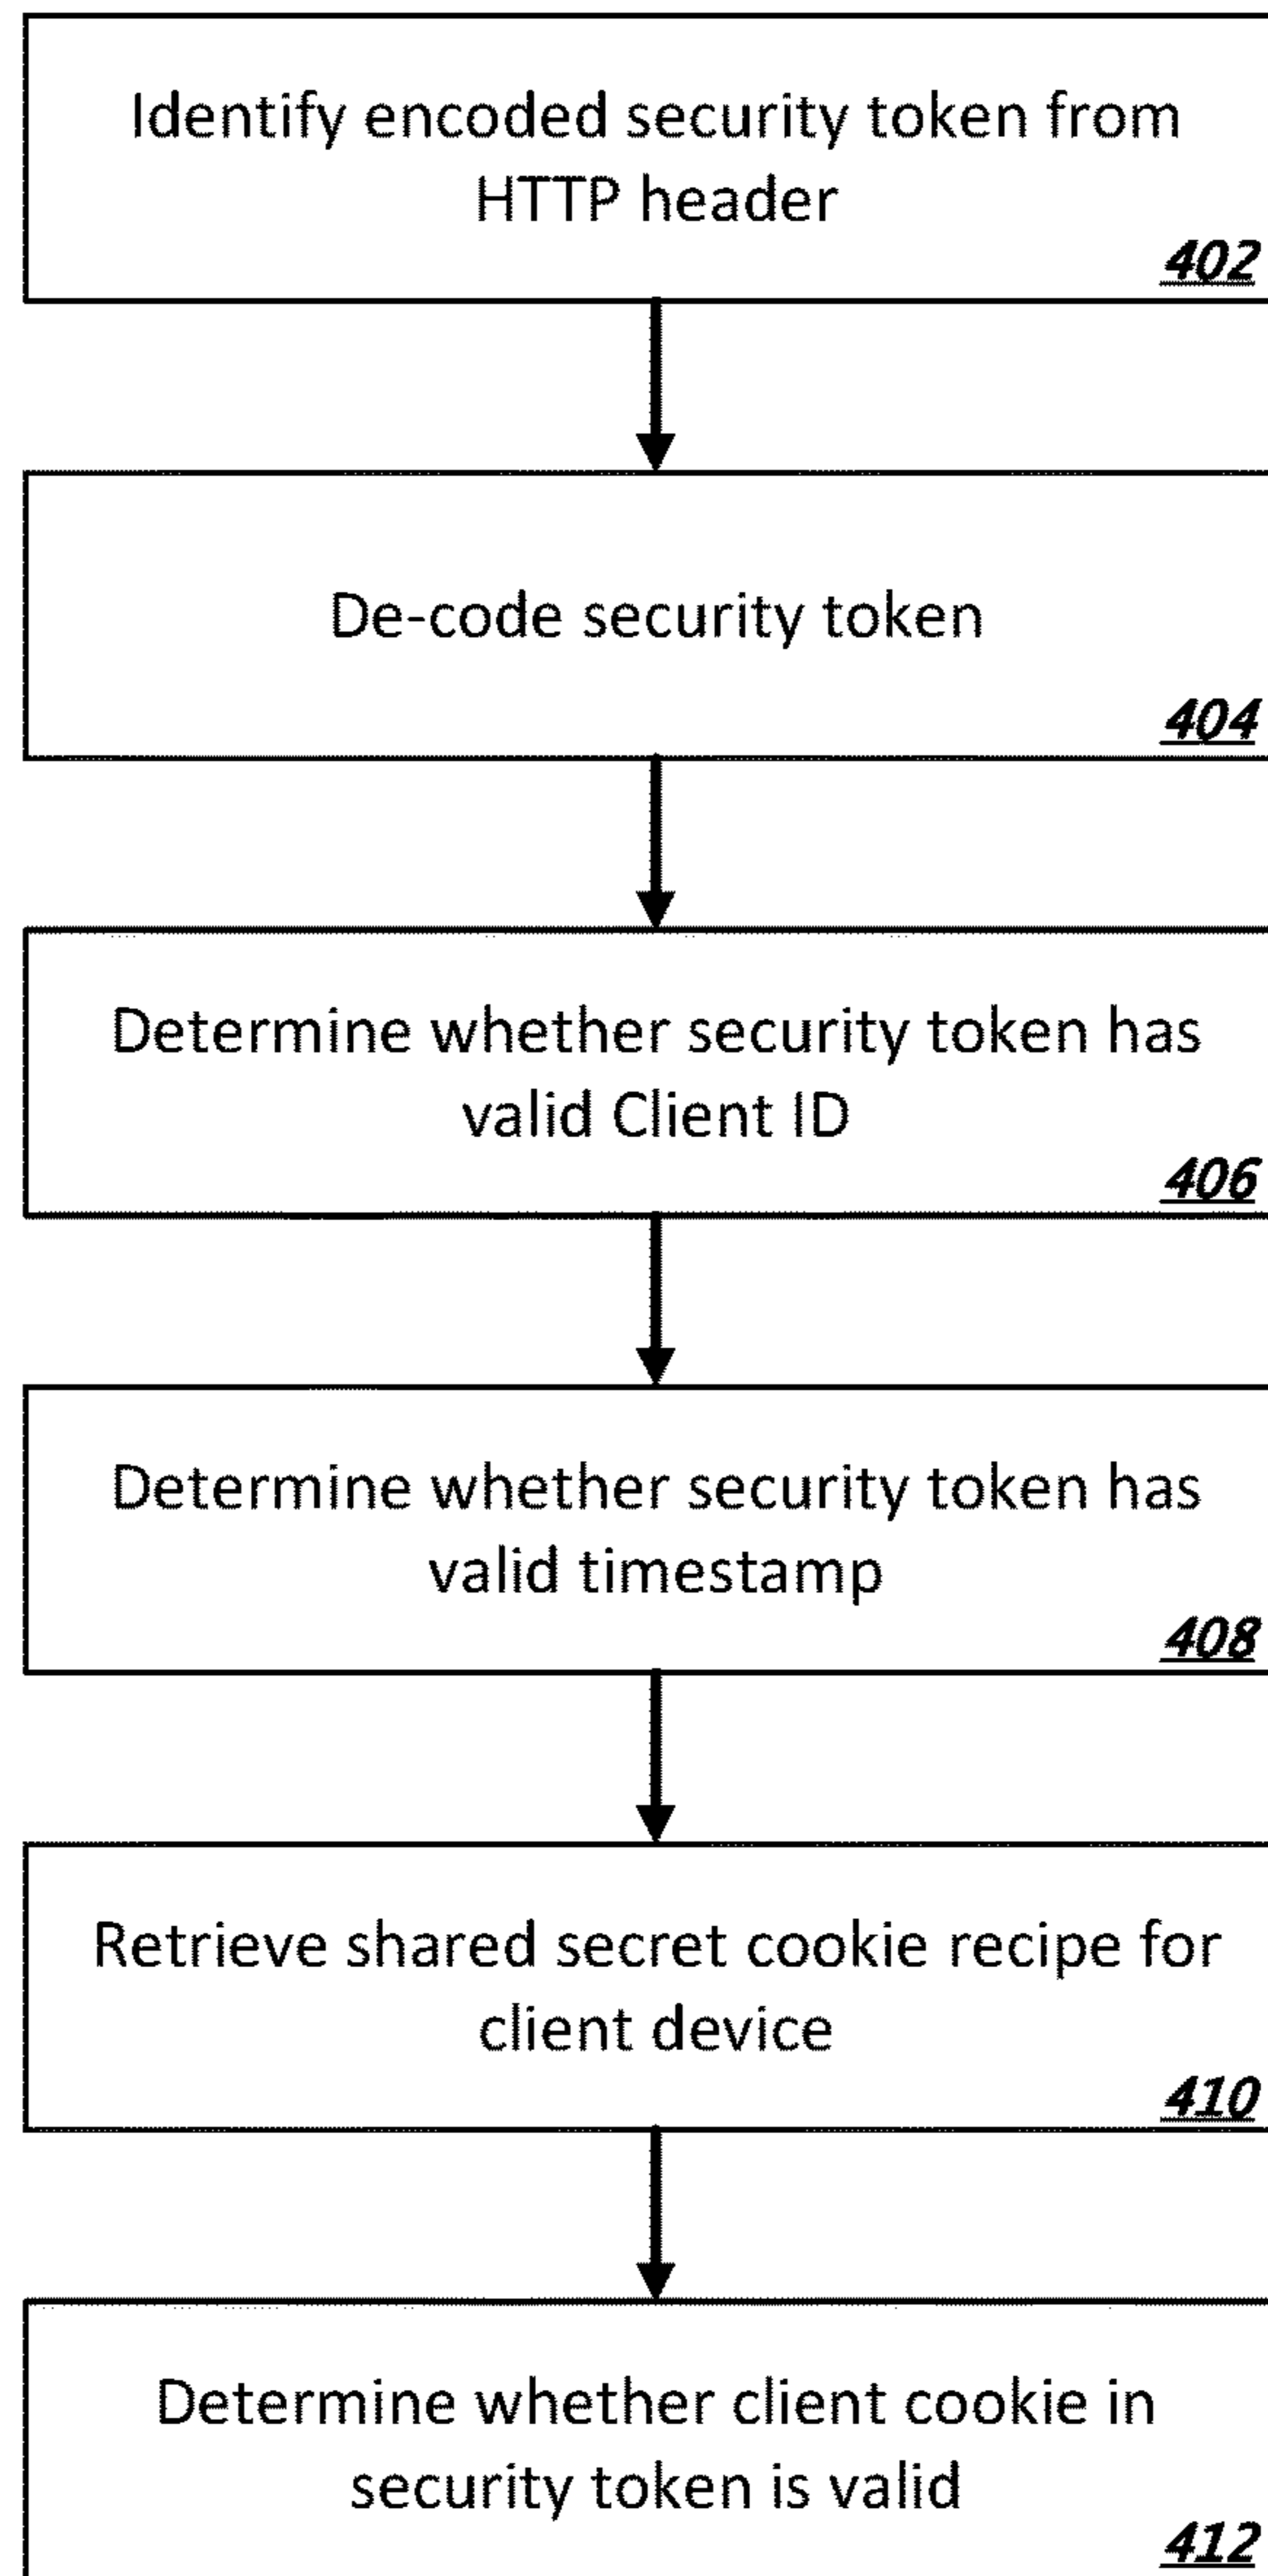 Identify encoded security token from
HTTP header
402
De-code security token
404
Determine whether security token has
valid Client ID
406
Determine whether security token has
valid timestamp
408
Retrieve shared secret cookie recipe for
client device
410
Determine whether client cookie in
security token is valid
412